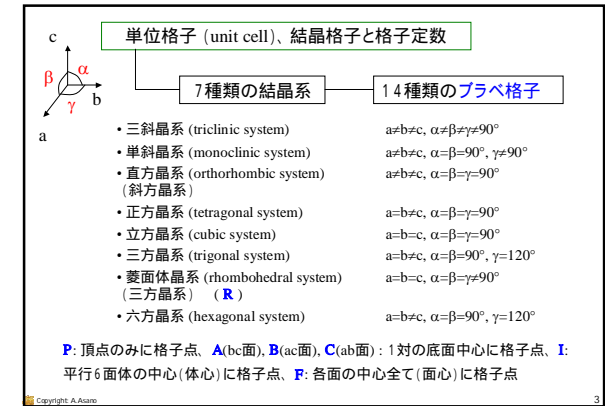 単位格子 (unit cell)、結晶格子と格子定数
c
β α
γ b
a
7種類の結晶系 14種類のブラベ格子
• 三斜晶系 (triclinic system) a≠b≠c, α≠β≠γ≠90°
• 単斜晶系 (monoclinic system) a≠b≠c, α=β=90°, γ≠90°
• 直方晶系 (orthorhombic system) a≠b≠c, α=β=γ=90°
(斜方晶系)
• 正方晶系 (tetragonal system) a=b≠c, α=β=γ=90°
• 立方晶系 (cubic system) a=b=c, α=β=γ=90°
• 三方晶系 (trigonal system) a=b≠c, α=β=90°, γ=120°
• 菱面体晶系 (rhombohedral system) a=b=c, α=β=γ≠90°
(三方晶系) (R)
• 六方晶系 (hexagonal system) a=b≠c, α=β=90°, γ=120°
P: 頂点のみに格子点、A(bc面), B(ac面), C(ab面) : 1対の底面中心に格子点、I:
平行6面体の中心(体心)に格子点、F: 各面の中心全て(面心)に格子点
Copyright: A.Asano 3